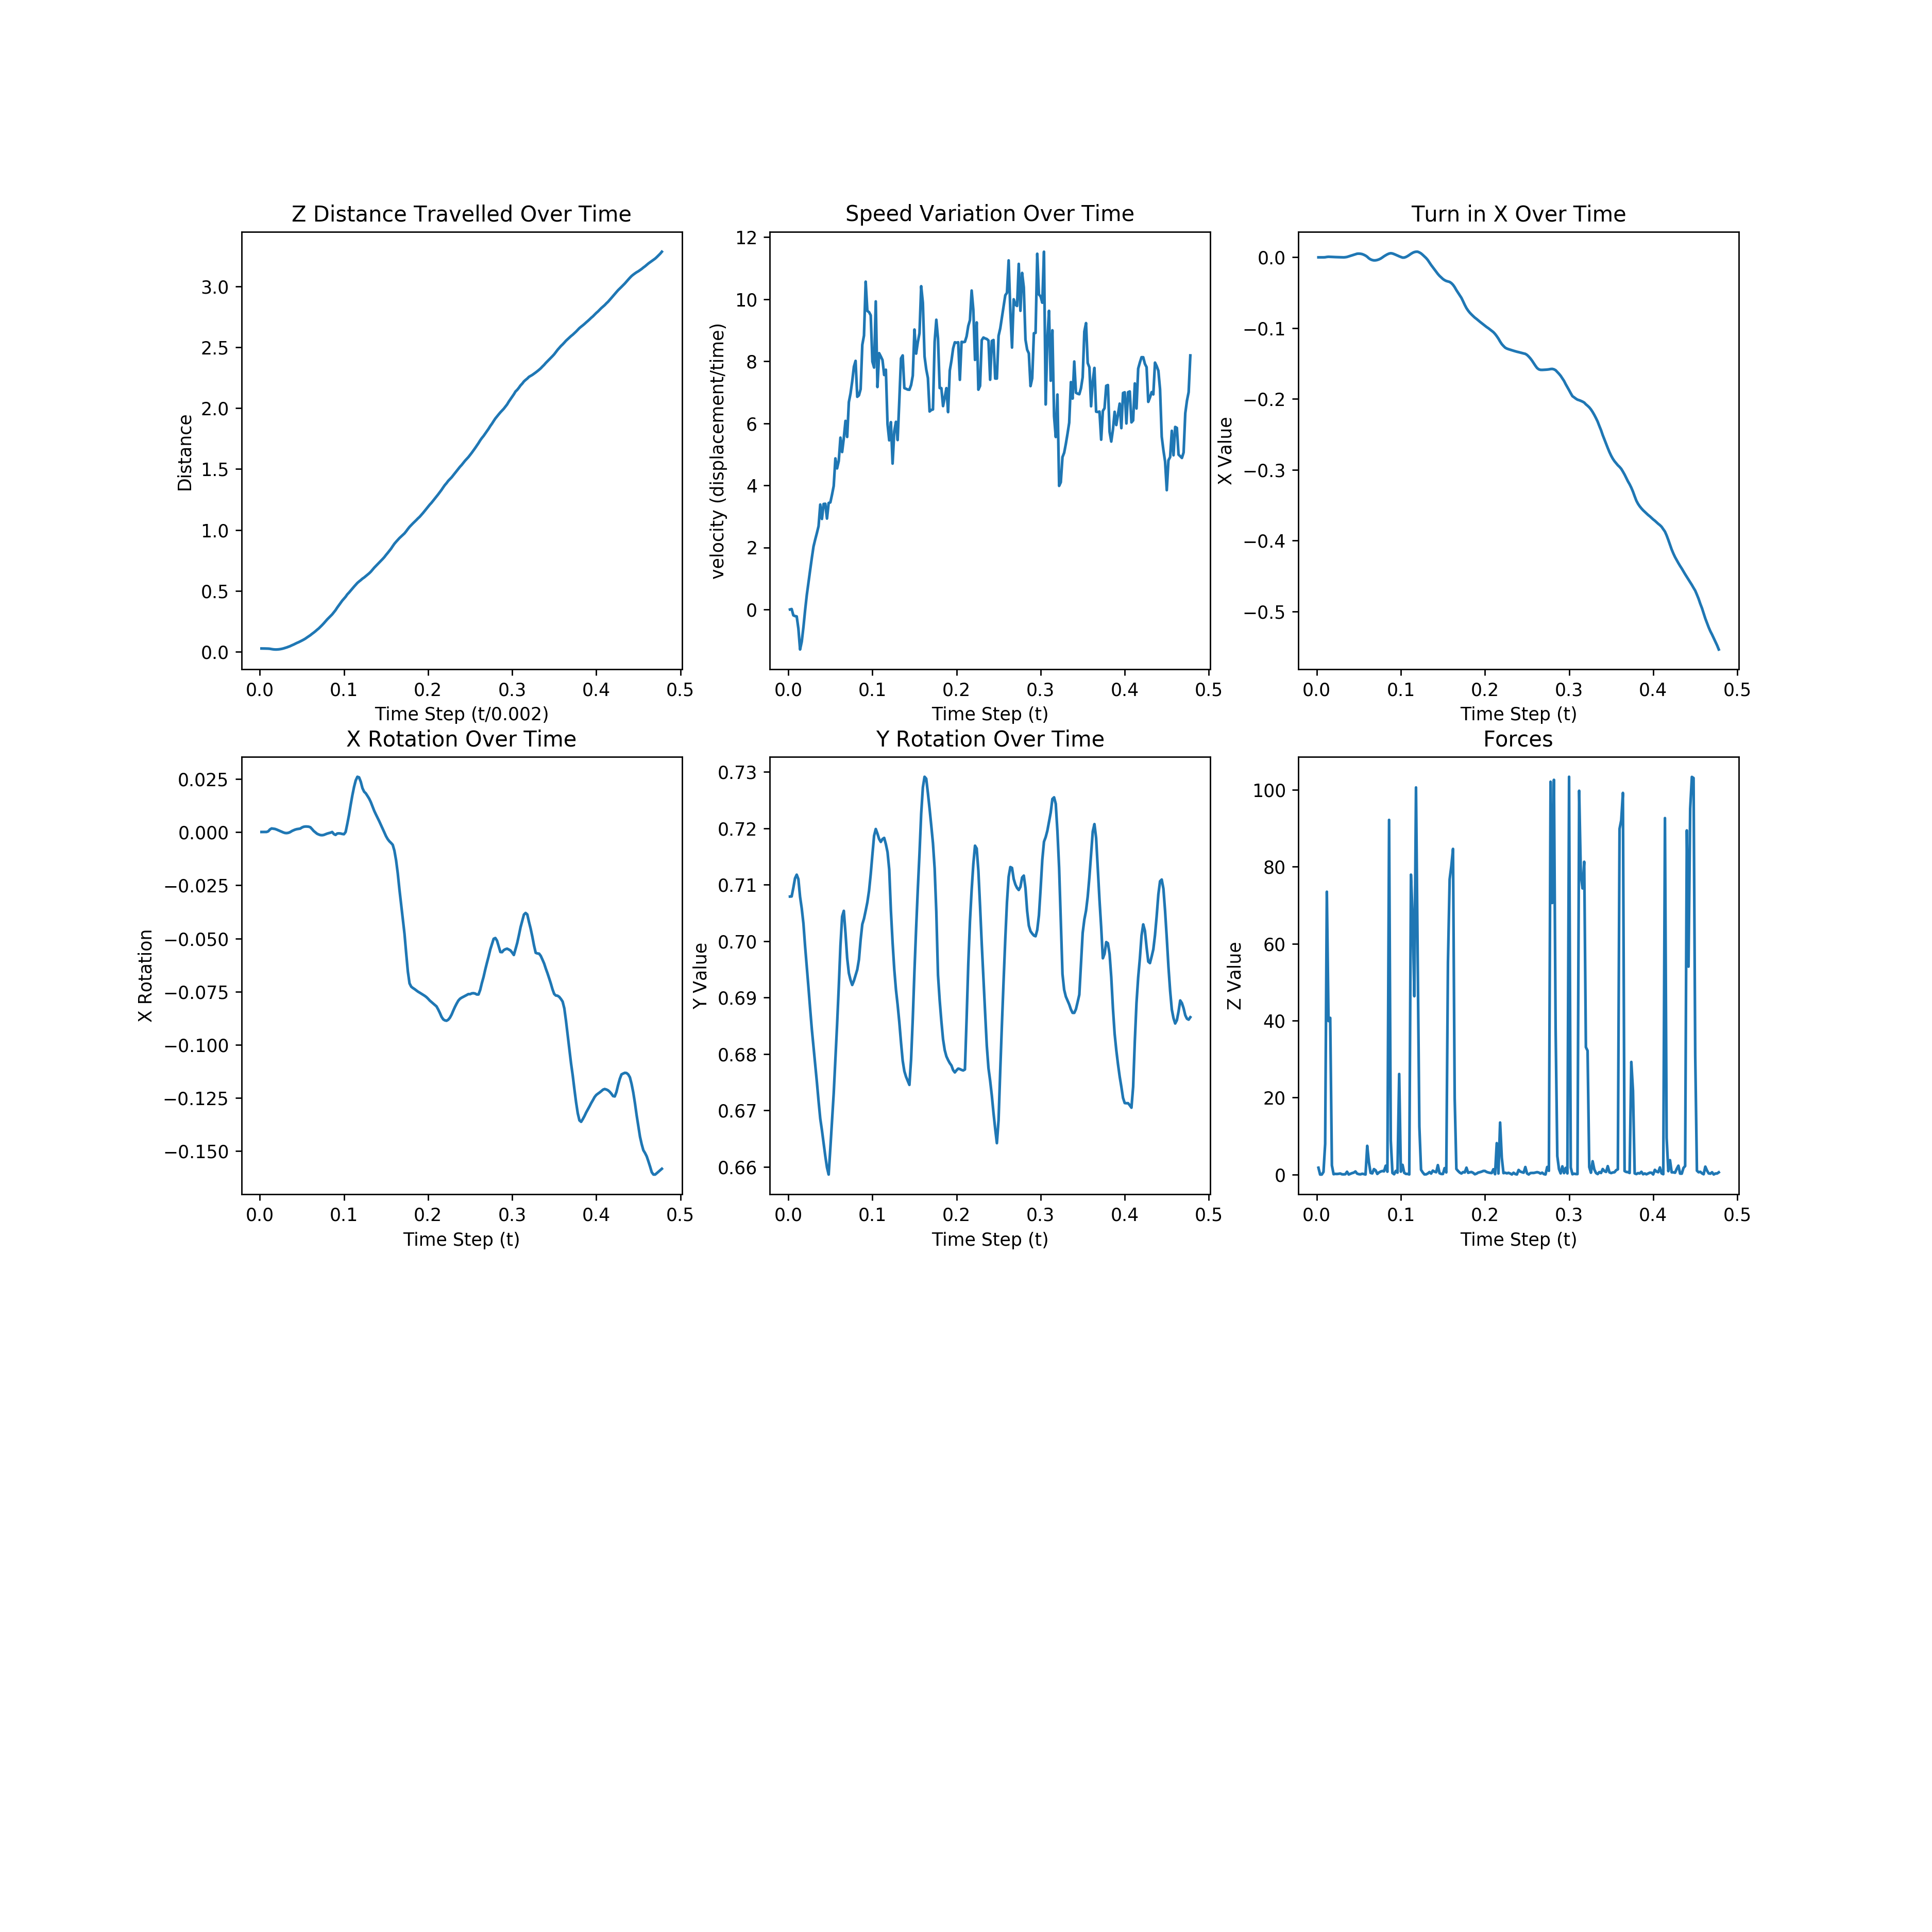 Z Distance Travelled Over Time
Distance
3.0
2.5
2.0
1.5
1.0
0.5
0.0
0.0 0.1 0.2 0.3 0.4 0.5
Time Step (t/0.002)
Speed Variation Over Time
velocity (displacement/time)
12
10
8
6
4
2
0
0.0 0.1 0.2 0.3 0.4 0.5
Time Step (t)
Turn in X Over Time
X Value
0.0
−0.1
−0.2
−0.3
−0.4
−0.5
0.0 0.1 0.2 0.3 0.4 0.5
Time Step (t)
X Rotation Over Time
X Rotation
0.025
0.000
−0.025
−0.050
−0.075
−0.100
−0.125
−0.150
0.0 0.1 0.2 0.3 0.4 0.5
Time Step (t)
Y Rotation Over Time
Y Value
0.73
0.72
0.71
0.70
0.69
0.68
0.67
0.66
0.0 0.1 0.2 0.3 0.4 0.5
Time Step (t)
Forces
Z Value
100
80
60
40
20
0
0.0 0.1 0.2 0.3 0.4 0.5
Time Step (t)